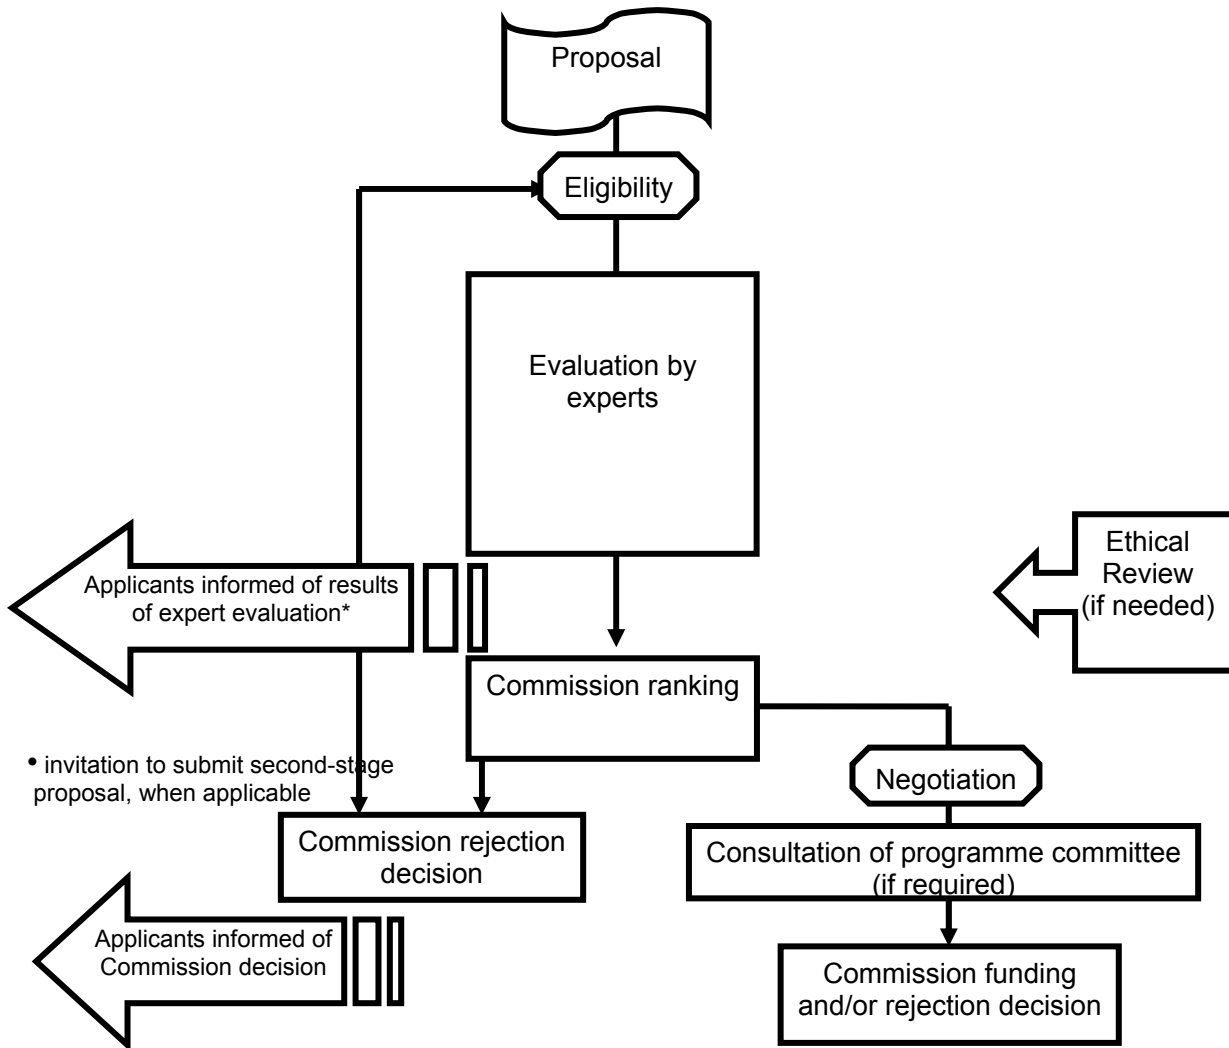 Proposal
Eligibility
Evaluation by
experts
Ethical
Review
(if needed)
Applicants informed of results
of expert evaluation*
Commission ranking
• invitation to submit second-stage
proposal, when applicable
Negotiation
Commission rejection
decision
Consultation of programme committee
(if required)
Applicants informed of
Commission decision
Commission funding
and/or rejection decision